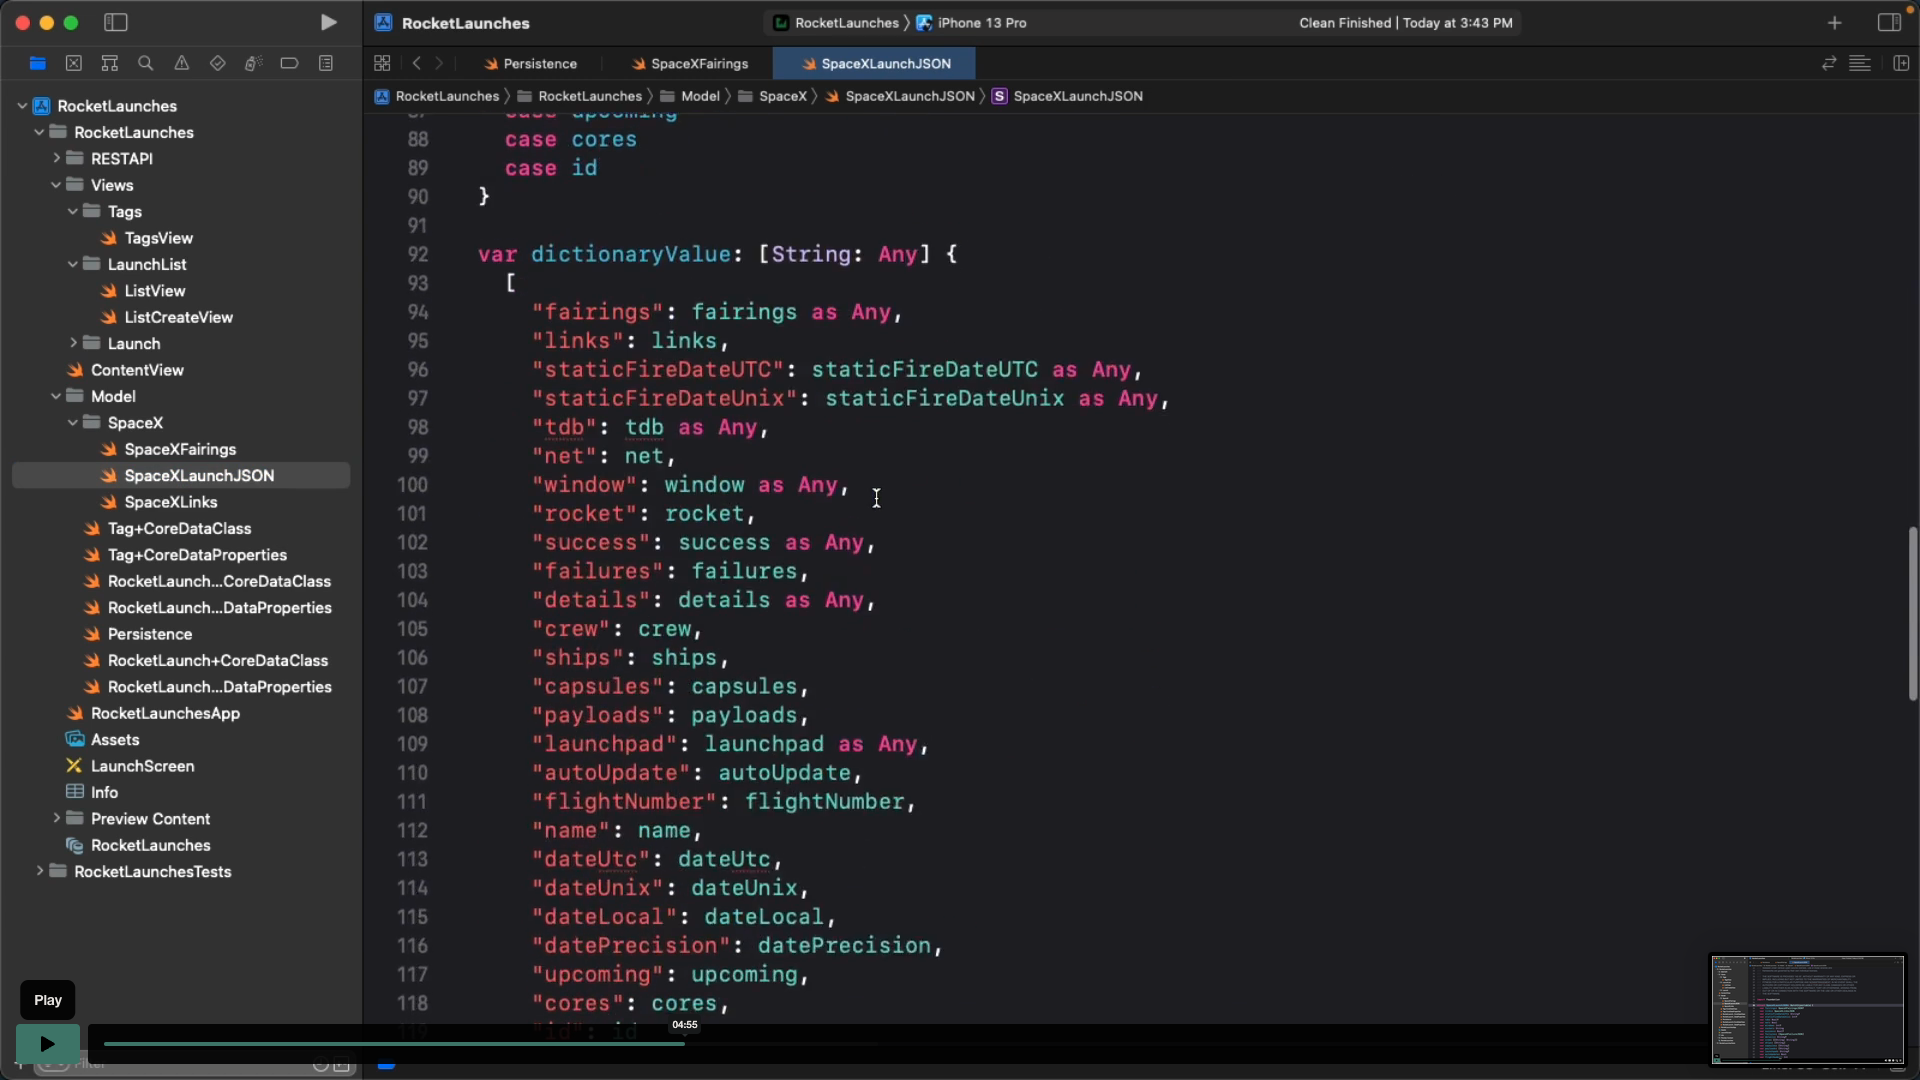 RocketLaunches
RocketLaunches 〉 iPhone 13 Pro
Clean Finished | Today at 3:43 PM
Persistence
SpaceXFairings
SpaceXLaunchJSON
RocketLaunches 〉 RocketLaunches 〉 Model 〉 SpaceX 〉 SpaceXLaunchJSON 〉 S SpaceXLaunchJSON
RocketLaunches
RocketLaunches
RESTAPI
Views
Tags
TagsView
LaunchList
ListView
ListCreateView
Launch
ContentView
Model
SpaceX
SpaceXFairings
SpaceXLaunchJSON
SpaceXLinks
Tag+CoreDataClass
Tag+CoreDataProperties
RocketLaunch...CoreDataClass
RocketLaunch...DataProperties
Persistence
RocketLaunch+CoreDataClass
RocketLaunch...DataProperties
RocketLaunchesApp
Assets
LaunchScreen
Info
Preview Content
RocketLaunches
RocketLaunchesTests
87 case upcoming
88 case cores
89 case id
90 }
91
92 var dictionaryValue: [String: Any] {
93 [
94 "fairings": fairings as Any,
95 "links": links,
96 "staticFireDateUTC": staticFireDateUTC as Any,
97 "staticFireDateUnix": staticFireDateUnix as Any,
98 "tdb": tdb as Any,
99 "net": net,
100 "window": window as Any,
101 "rocket": rocket,
102 "success": success as Any,
103 "failures": failures,
104 "details": details as Any,
105 "crew": crew,
106 "ships": ships,
107 "capsules": capsules,
108 "payloads": payloads,
109 "launchpad": launchpad as Any,
110 "autoUpdate": autoUpdate,
111 "flightNumber": flightNumber,
112 "name": name,
113 "dateUtc": dateUtc,
114 "dateUnix": dateUnix,
115 "dateLocal": dateLocal,
116 "datePrecision": datePrecision,
117 "upcoming": upcoming,
118 "cores": cores,
119 "id": id
Play
04:55
Filter